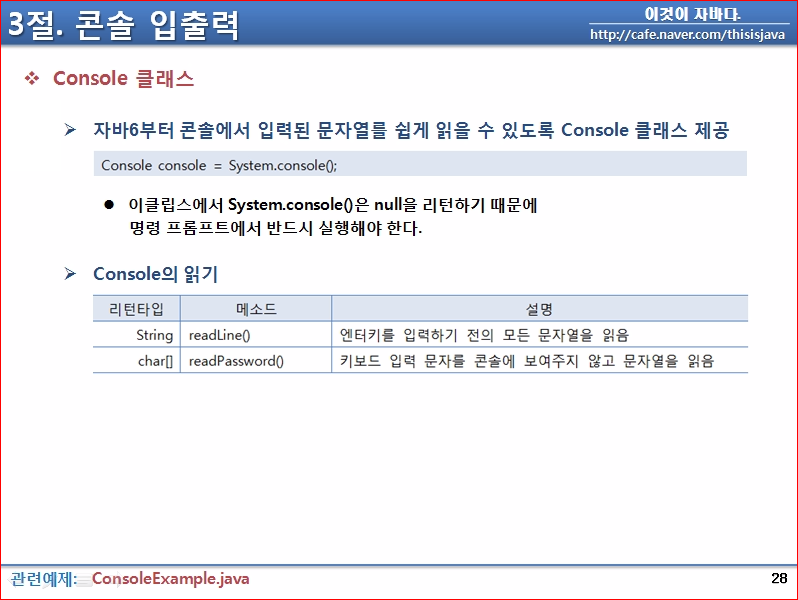 3절. 콘솔 입출력
이것이 자바다.
http://cafe.naver.com/thisisjava
❖ Console 클래스
➢ 자바6부터 콘솔에서 입력된 문자열를 쉽게 읽을 수 있도록 Console 클래스 제공
Console console = System.console();
● 이클립스에서 System.console()은 null을 리턴하기 때문에
명령 프롬프트에서 반드시 실행해야 한다.
➢ Console의 읽기
리턴타입 메소드 설명
String readLine() 엔터키를 입력하기 전의 모든 문자열을 읽음
char[] readPassword() 키보드 입력 문자를 콘솔에 보여주지 않고 문자열을 읽음
관련예제: ConsoleExample.java
28